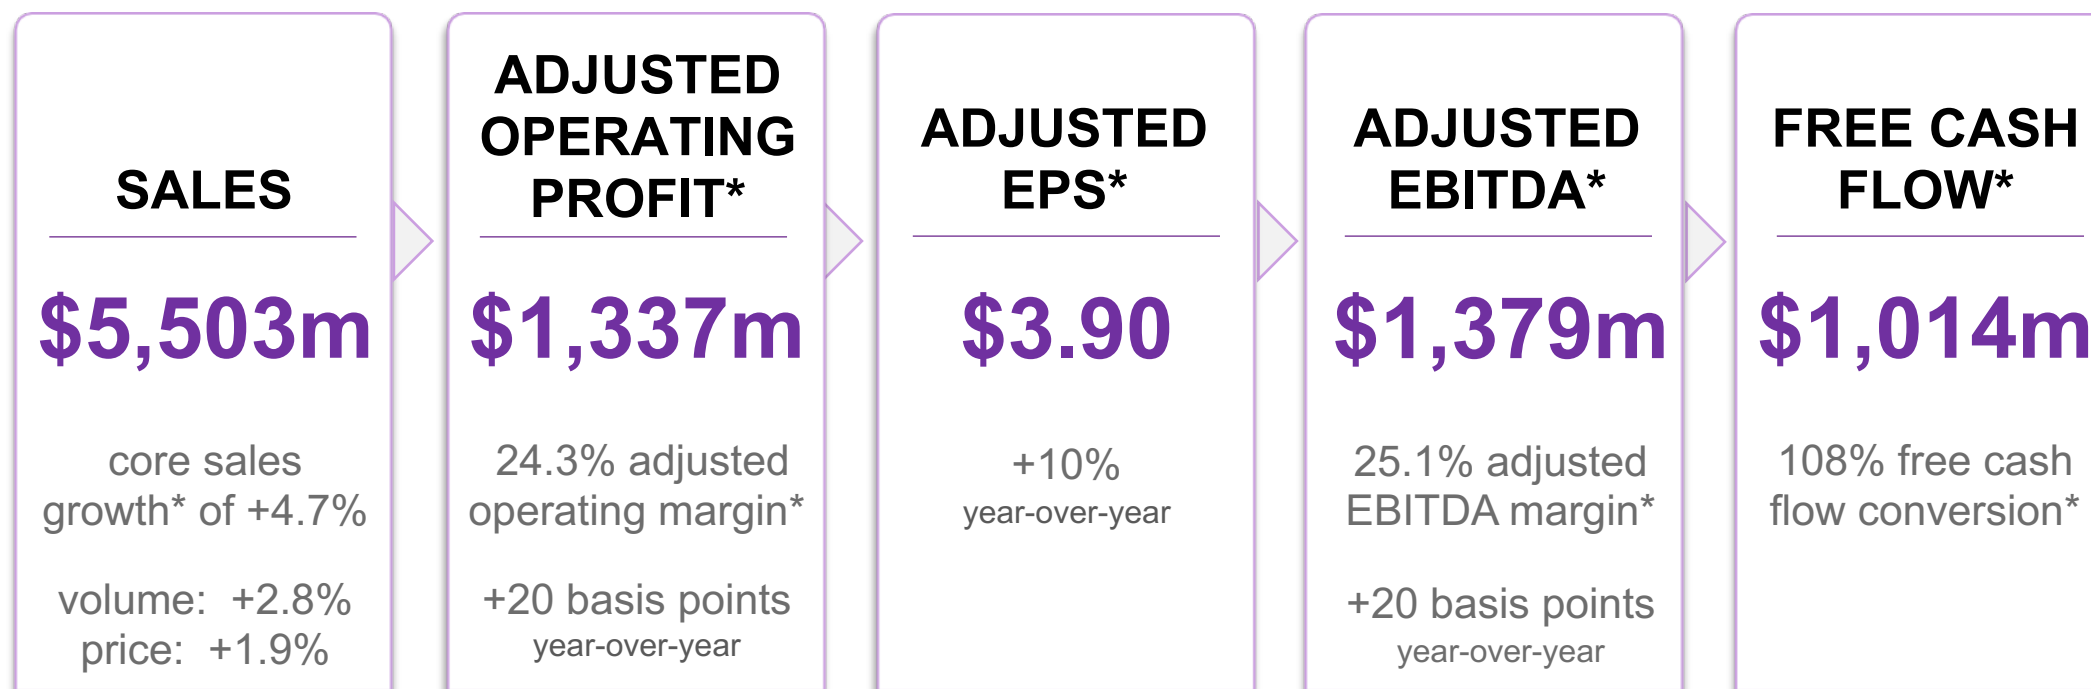 SALES
$5,503m
core sales
growth* of +4.7%
volume: +2.8%
price: +1.9%
ADJUSTED
OPERATING
PROFIT*
$1,337m
24.3% adjusted
operating margin*
+20 basis points
year-over-year
ADJUSTED
EPS*
$3.90
+10%
year-over-year
ADJUSTED
EBITDA*
$1,379m
25.1% adjusted
EBITDA margin*
+20 basis points
year-over-year
FREE CASH
FLOW*
$1,014m
108% free cash
flow conversion*